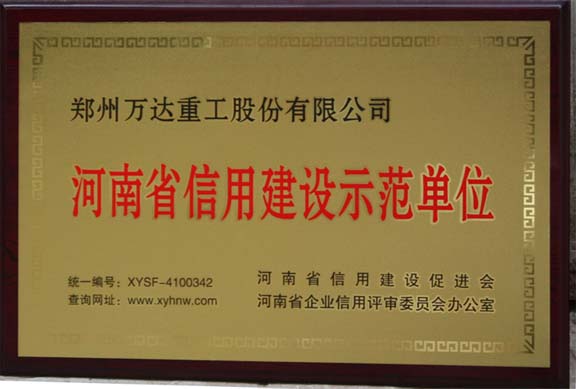 郑州万达重工股份有限公司
河南省信用建设示范单位
统一编号：XYSF-4100342
河南省信用建设促进会
查询网址：www.xyhnw.com
河南省企业信用评审委员会办公室